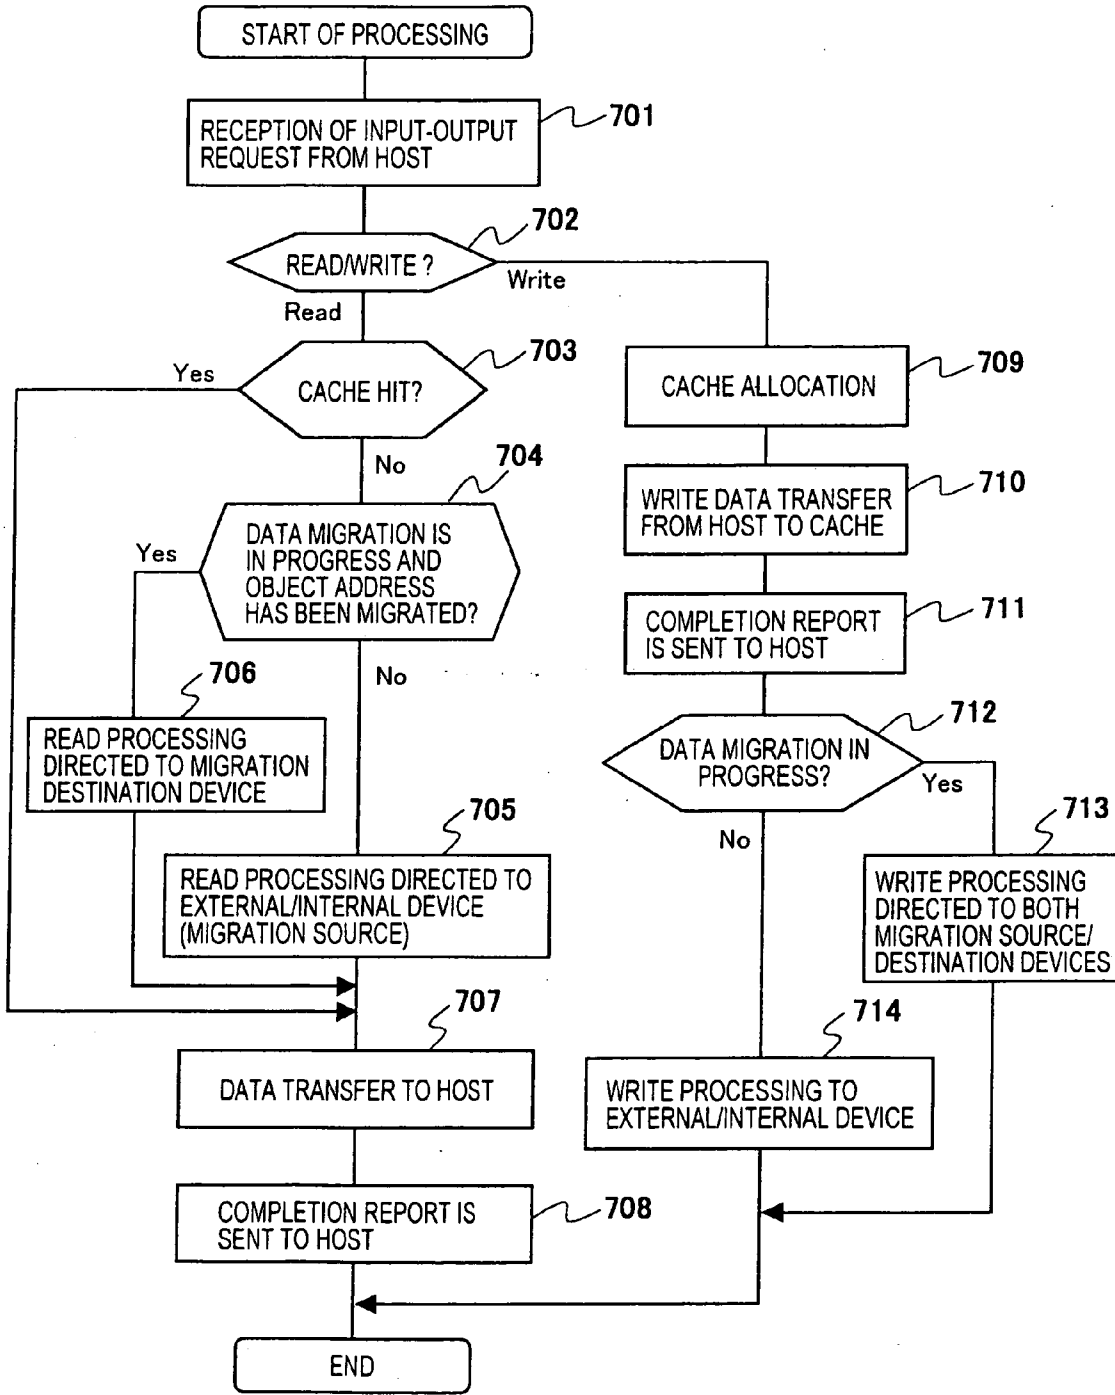 START OF PROCESSING
701
RECEPTION OF INPUT-OUTPUT
REQUEST FROM HOST
702
READ/WRITE ?
Write
Read
703
Yes
CACHE HIT?
No
704
DATA MIGRATION IS
IN PROGRESS AND
OBJECT ADDRESS
HAS BEEN MIGRATED?
Yes
No
706
READ PROCESSING
DIRECTED TO MIGRATION
DESTINATION DEVICE
705
READ PROCESSING DIRECTED TO
EXTERNAL/INTERNAL DEVICE
(MIGRATION SOURCE)
707
DATA TRANSFER TO HOST
708
COMPLETION REPORT IS
SENT TO HOST
709
CACHE ALLOCATION
710
WRITE DATA TRANSFER
FROM HOST TO CACHE
711
COMPLETION REPORT
IS SENT TO HOST
712
DATA MIGRATION IN
PROGRESS?
Yes
No
713
WRITE PROCESSING
DIRECTED TO BOTH
MIGRATION SOURCE/
DESTINATION DEVICES
714
WRITE PROCESSING TO
EXTERNAL/INTERNAL DEVICE
END